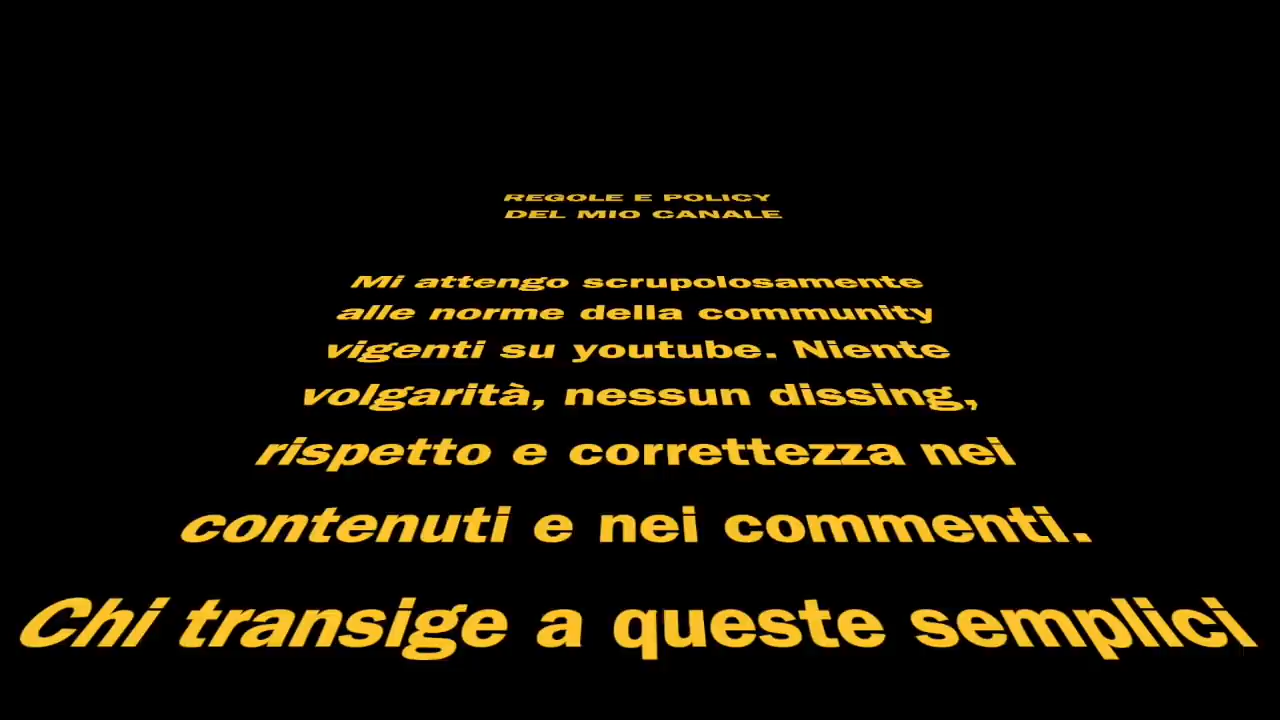 REGOLE E POLICY
DEL MIO CANALE
Mi attengo scrupolosamente
alle norme della community
vigenti su youtube. Niente
volgarità, nessun dissing,
rispetto e correttezza nei
contenuti e nei commenti.
Chi transige a queste semplici